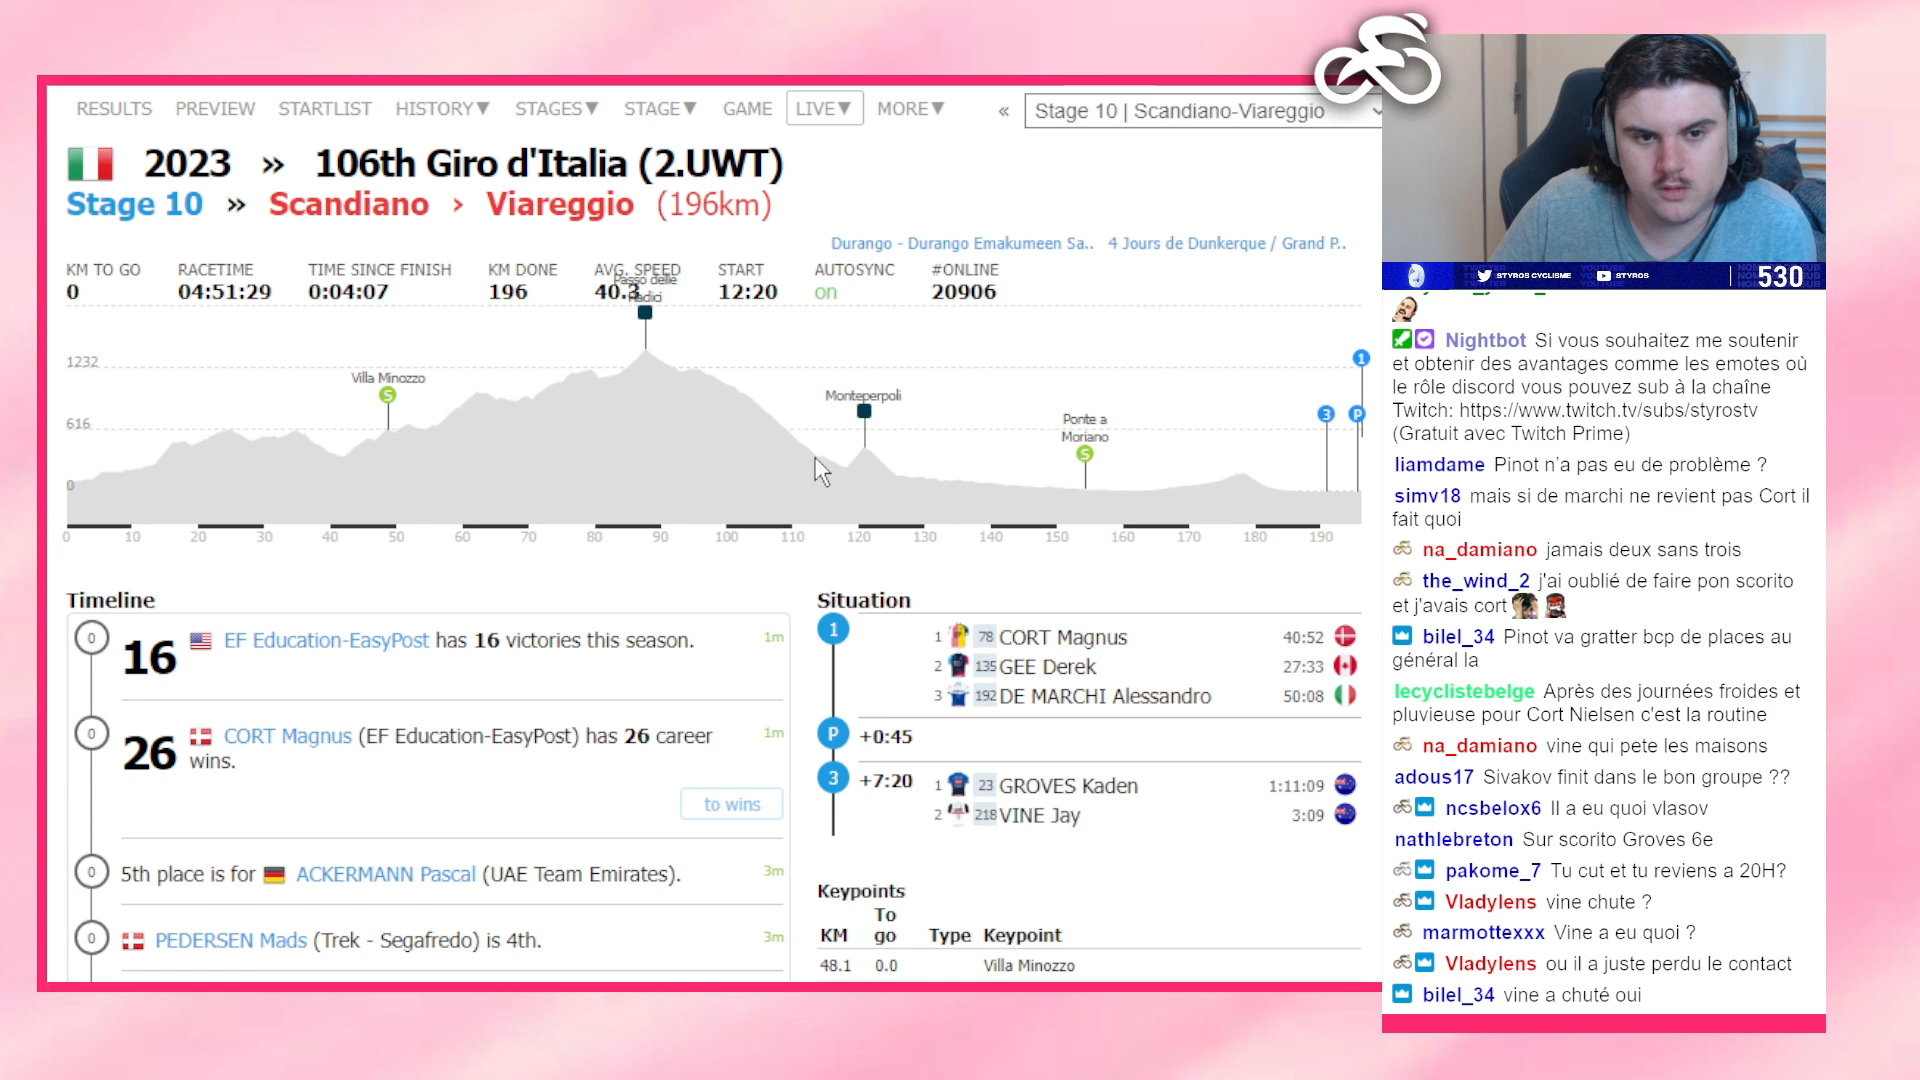 RESULTS PREVIEW STARTLIST HISTORY▼ STAGES▼ STAGE▼ GAME LIVE▼ MORE▼ « Stage 10 | Scandiano-Viareggio
2023 » 106th Giro d'Italia (2.UWT)
Stage 10 » Scandiano › Viareggio (196km)
Durango - Durango Emakumeen Sa.. 4 Jours de Dunkerque / Grand P..
KM TO GO RACETIME TIME SINCE FINISH KM DONE AVG. SPEED START AUTOSYNC #ONLINE
0 04:51:29 0:04:07 196 40.3 12:20 on 20906
Passo delle
Radici
1232
1
Villa Minozzo
S
Monteperpoli
616
3 P
Ponte a
Moriano
S
0
0 10 20 30 40 50 60 70 80 90 100 110 120 130 140 150 160 170 180 190
Timeline
0 16 EF Education-EasyPost has 16 victories this season. 1m
0 26 CORT Magnus (EF Education-EasyPost) has 26 career 1m
wins.
to wins
0 5th place is for ACKERMANN Pascal (UAE Team Emirates). 3m
0 PEDERSEN Mads (Trek - Segafredo) is 4th. 3m
Situation
1 1 78 CORT Magnus 40:52
2 135 GEE Derek 27:33
3 192 DE MARCHI Alessandro 50:08
P +0:45
3 +7:20 1 23 GROVES Kaden 1:11:09
2 218 VINE Jay 3:09
Keypoints
KM To go Type Keypoint
48.1 0.0 Villa Minozzo
STYROS CYCLISME STYROS 530
Nightbot Si vous souhaitez me soutenir
et obtenir des avantages comme les emotes où
le rôle discord vous pouvez sub à la chaîne
Twitch: https://www.twitch.tv/subs/styrostv
(Gratuit avec Twitch Prime)
liamdame Pinot n’a pas eu de problème ?
simv18 mais si de marchi ne revient pas Cort il
fait quoi
na_damiano jamais deux sans trois
the_wind_2 j'ai oublié de faire pon scorito
et j'avais cort
bilel_34 Pinot va gratter bcp de places au
général la
lecyclistebelge Après des journées froides et
pluvieuse pour Cort Nielsen c'est la routine
na_damiano vine qui pete les maisons
adous17 Sivakov finit dans le bon groupe ??
ncsbelox6 Il a eu quoi vlasov
nathlebreton Sur scorito Groves 6e
pakome_7 Tu cut et tu reviens a 20H?
Vladylens vine chute ?
marmottexxx Vine a eu quoi ?
Vladylens ou il a juste perdu le contact
bilel_34 vine a chuté oui